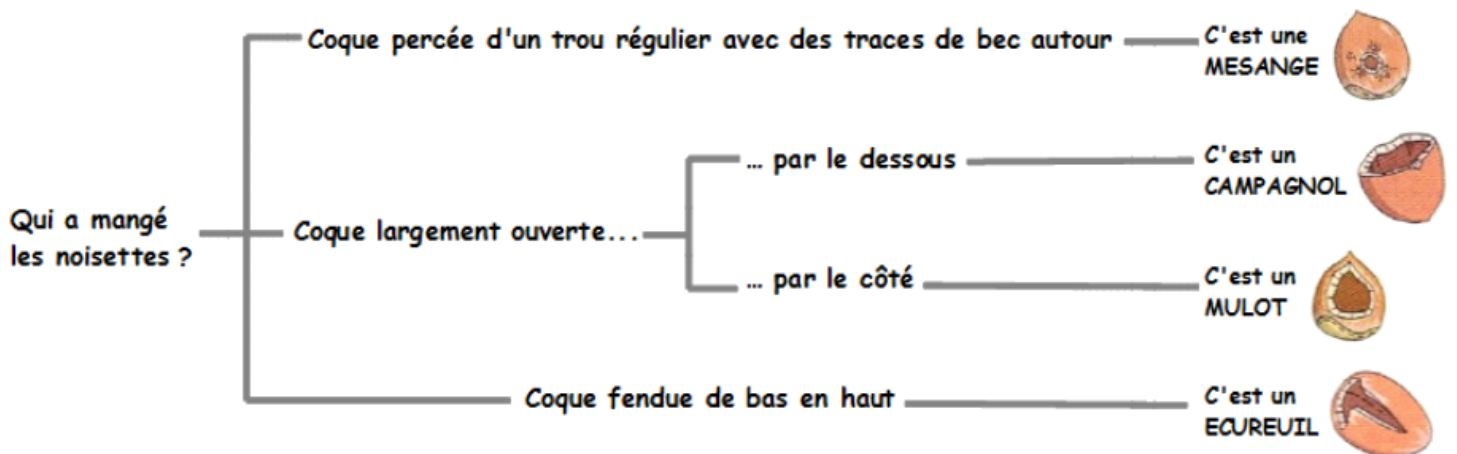 Coque percée d'un trou régulier avec des traces de bec autour
C'est une
MESANGE
... par le dessous
C'est un
CAMPAGNOL
Qui a mangé
les noisettes ?
Coque largement ouverte...
... par le côté
C'est un
MULOT
Coque fendue de bas en haut
C'est un
ECUREUIL